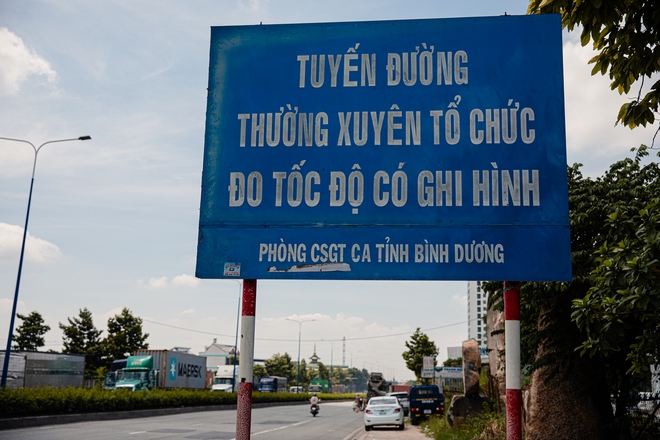 TUYẾN ĐƯỜNG
THƯỜNG XUYÊN TỔ CHỨC
ĐO TỐC ĐỘ CÓ GHI HÌNH
PHÒNG CSGT CA TỈNH BÌNH DƯƠNG
MAERSK